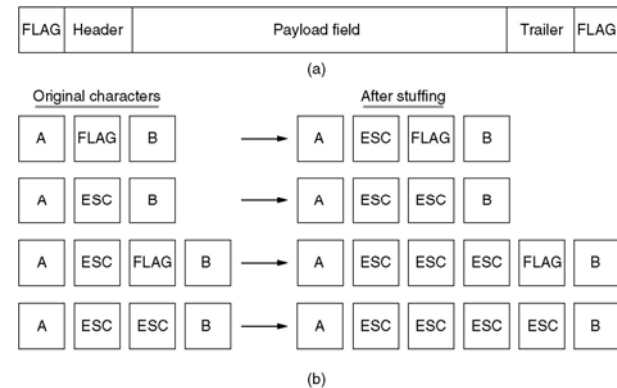 FLAG Header Payload field Trailer FLAG
(a)
Original characters After stuffing
A FLAG B A ESC FLAG B
A ESC B A ESC ESC B
A ESC FLAG B A ESC ESC ESC FLAG B
A ESC ESC B A ESC ESC ESC ESC B
(b)